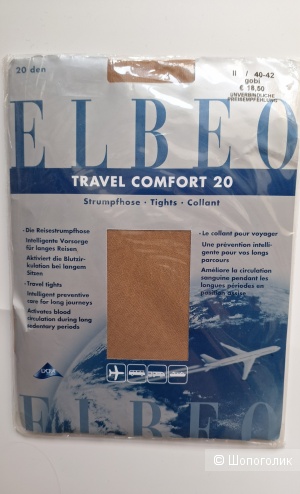 20 den
II / 40-42
gobi
€ 18,50
UNVERBINDLICHE
PREISEMPFEHLUNG
ELBEO
TRAVEL COMFORT 20
Strumpfhose · Tights · Collant
·Die Reisestrumpfhose
Intelligente Vorsorge
für langes Reisen.
Aktiviert die Blutzir-
kulation bei langem
Sitzen
·Travel tights
Intelligent preventive
care for long journeys
·Activates blood
circulation during long
sedentary periods
·Le collant pour voyager
Une prévention intelli-
gente pour vos longs
parcours
Améliore la circulation
sanguine pendant les
longues périodes en
position assise
LYCRA
ELBEO
© Шопоголик